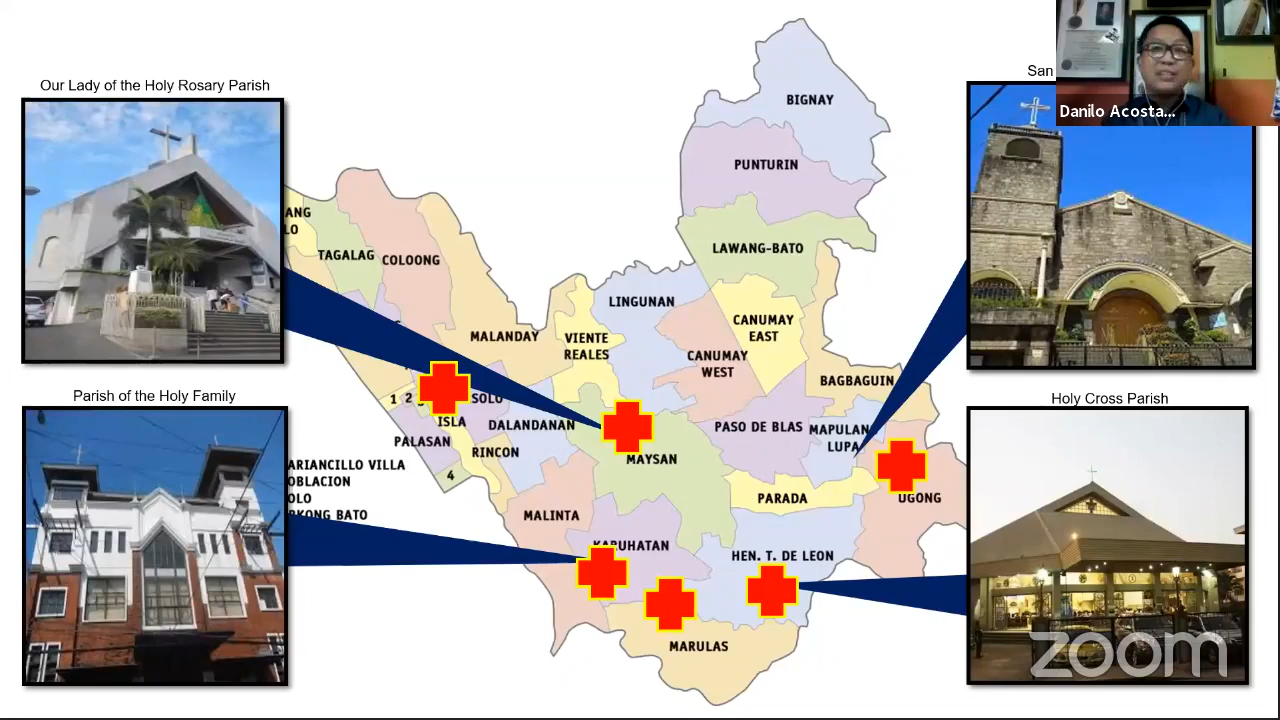 Our Lady of the Holy Rosary Parish
San
Danilo Acosta...
BIGNAY
PUNTURIN
ANG
LO
TAGALAG
COLOONG
LAWANG-BATO
LINGUNAN
MALANDAY
VIENTE
REALES
CANUMAY
EAST
CANUMAY
WEST
BAGBAGUIN
Parish of the Holy Family
Holy Cross Parish
1 2
SOLO
ISLA
DALANDANAN
PALASAN
RINCON
4
MAYSAN
PASO DE BLAS
MAPULAN
LUPA
ARIANCILLO VILLA
OBLACION
OLO
RKONG BATO
PARADA
UGONG
MALINTA
KARUHATAN
HEN. T. DE LEON
MARULAS
zoom